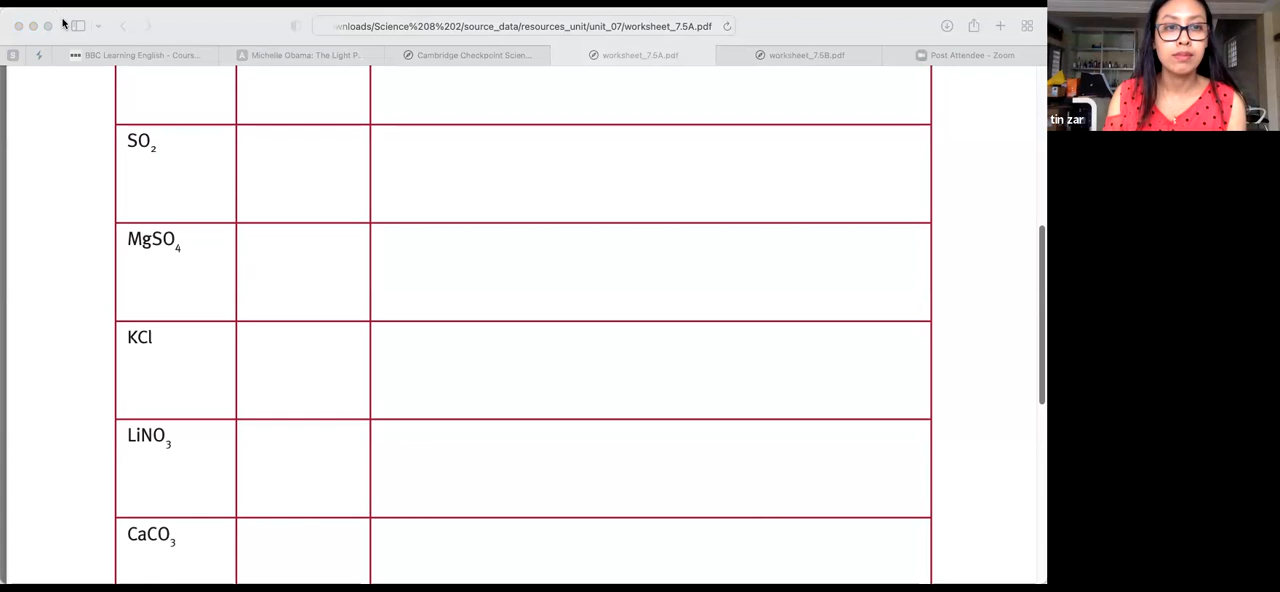 wnloads/Science%208%202/source_data/resources_unit/unit_07/worksheet_7.5A.pdf
S BBC Learning English - Cours... A Michelle Obama: The Light P... Cambridge Checkpoint Scien... worksheet_7.5A.pdf worksheet_7.5B.pdf Post Attendee - Zoom
SO₂
MgSO₄
KCl
LiNO₃
CaCO₃
tin zar